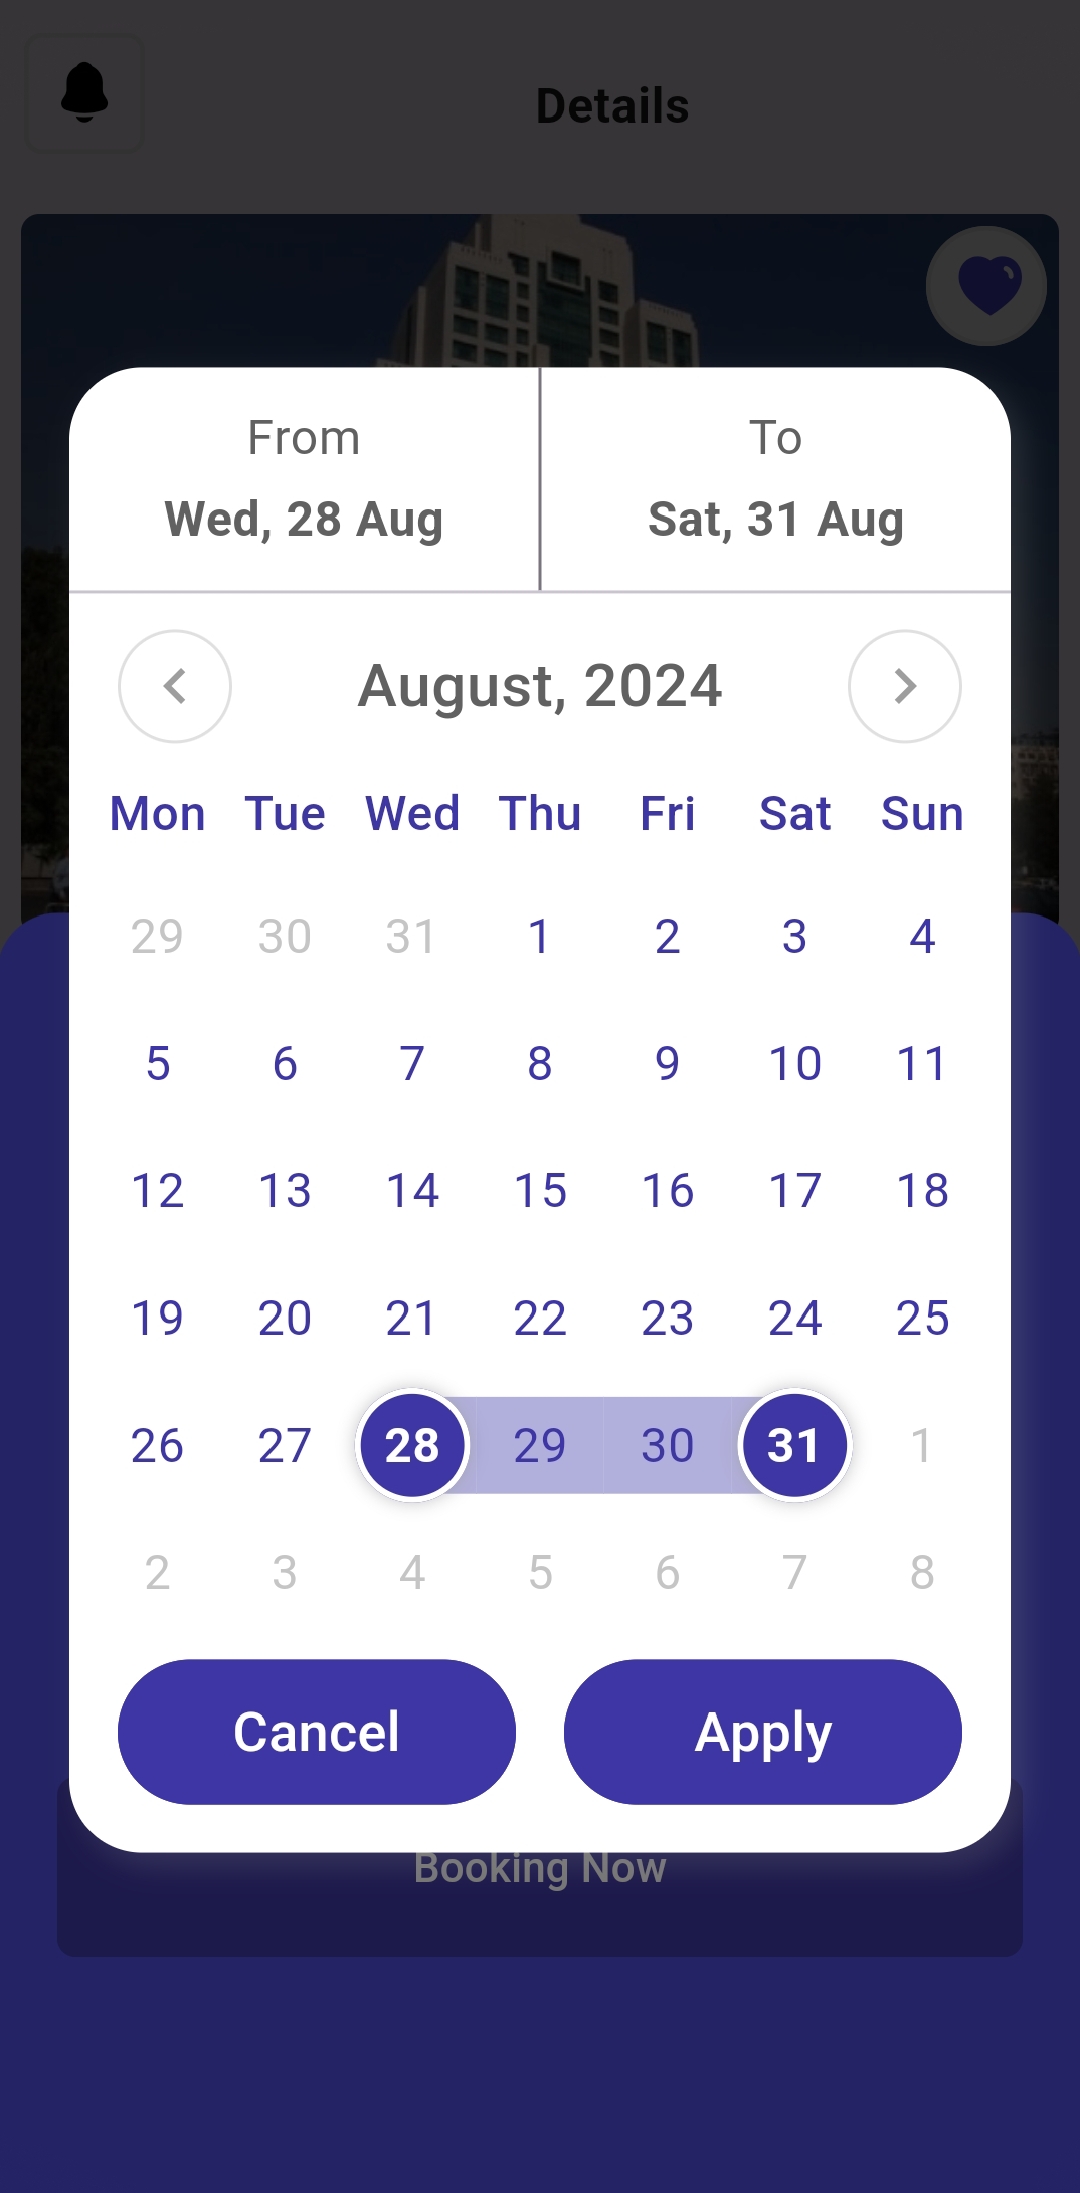 Details
From To
Wed, 28 Aug Sat, 31 Aug
August, 2024
Mon Tue Wed Thu Fri Sat Sun
29 30 31 1 2 3 4
5 6 7 8 9 10 11
12 13 14 15 16 17 18
19 20 21 22 23 24 25
26 27 28 29 30 31 1
2 3 4 5 6 7 8
Cancel Apply
Booking Now